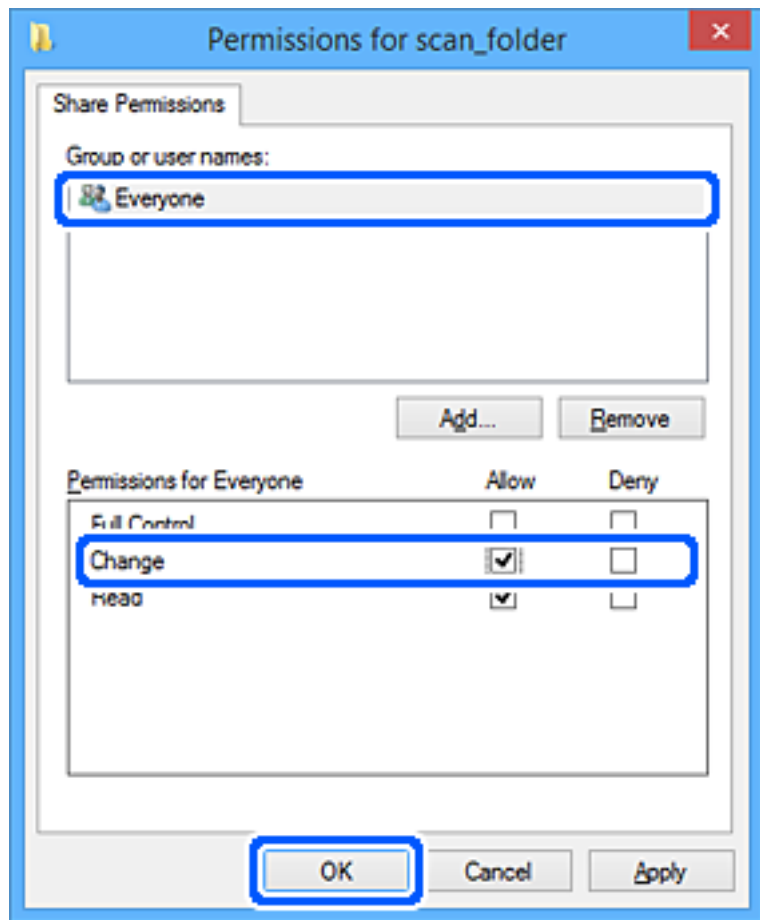 Permissions for scan_folder
Share Permissions
Group or user names:
Everyone
Add... Remove
Permissions for Everyone Allow Deny
Full Control
Change
Read
OK Cancel Apply